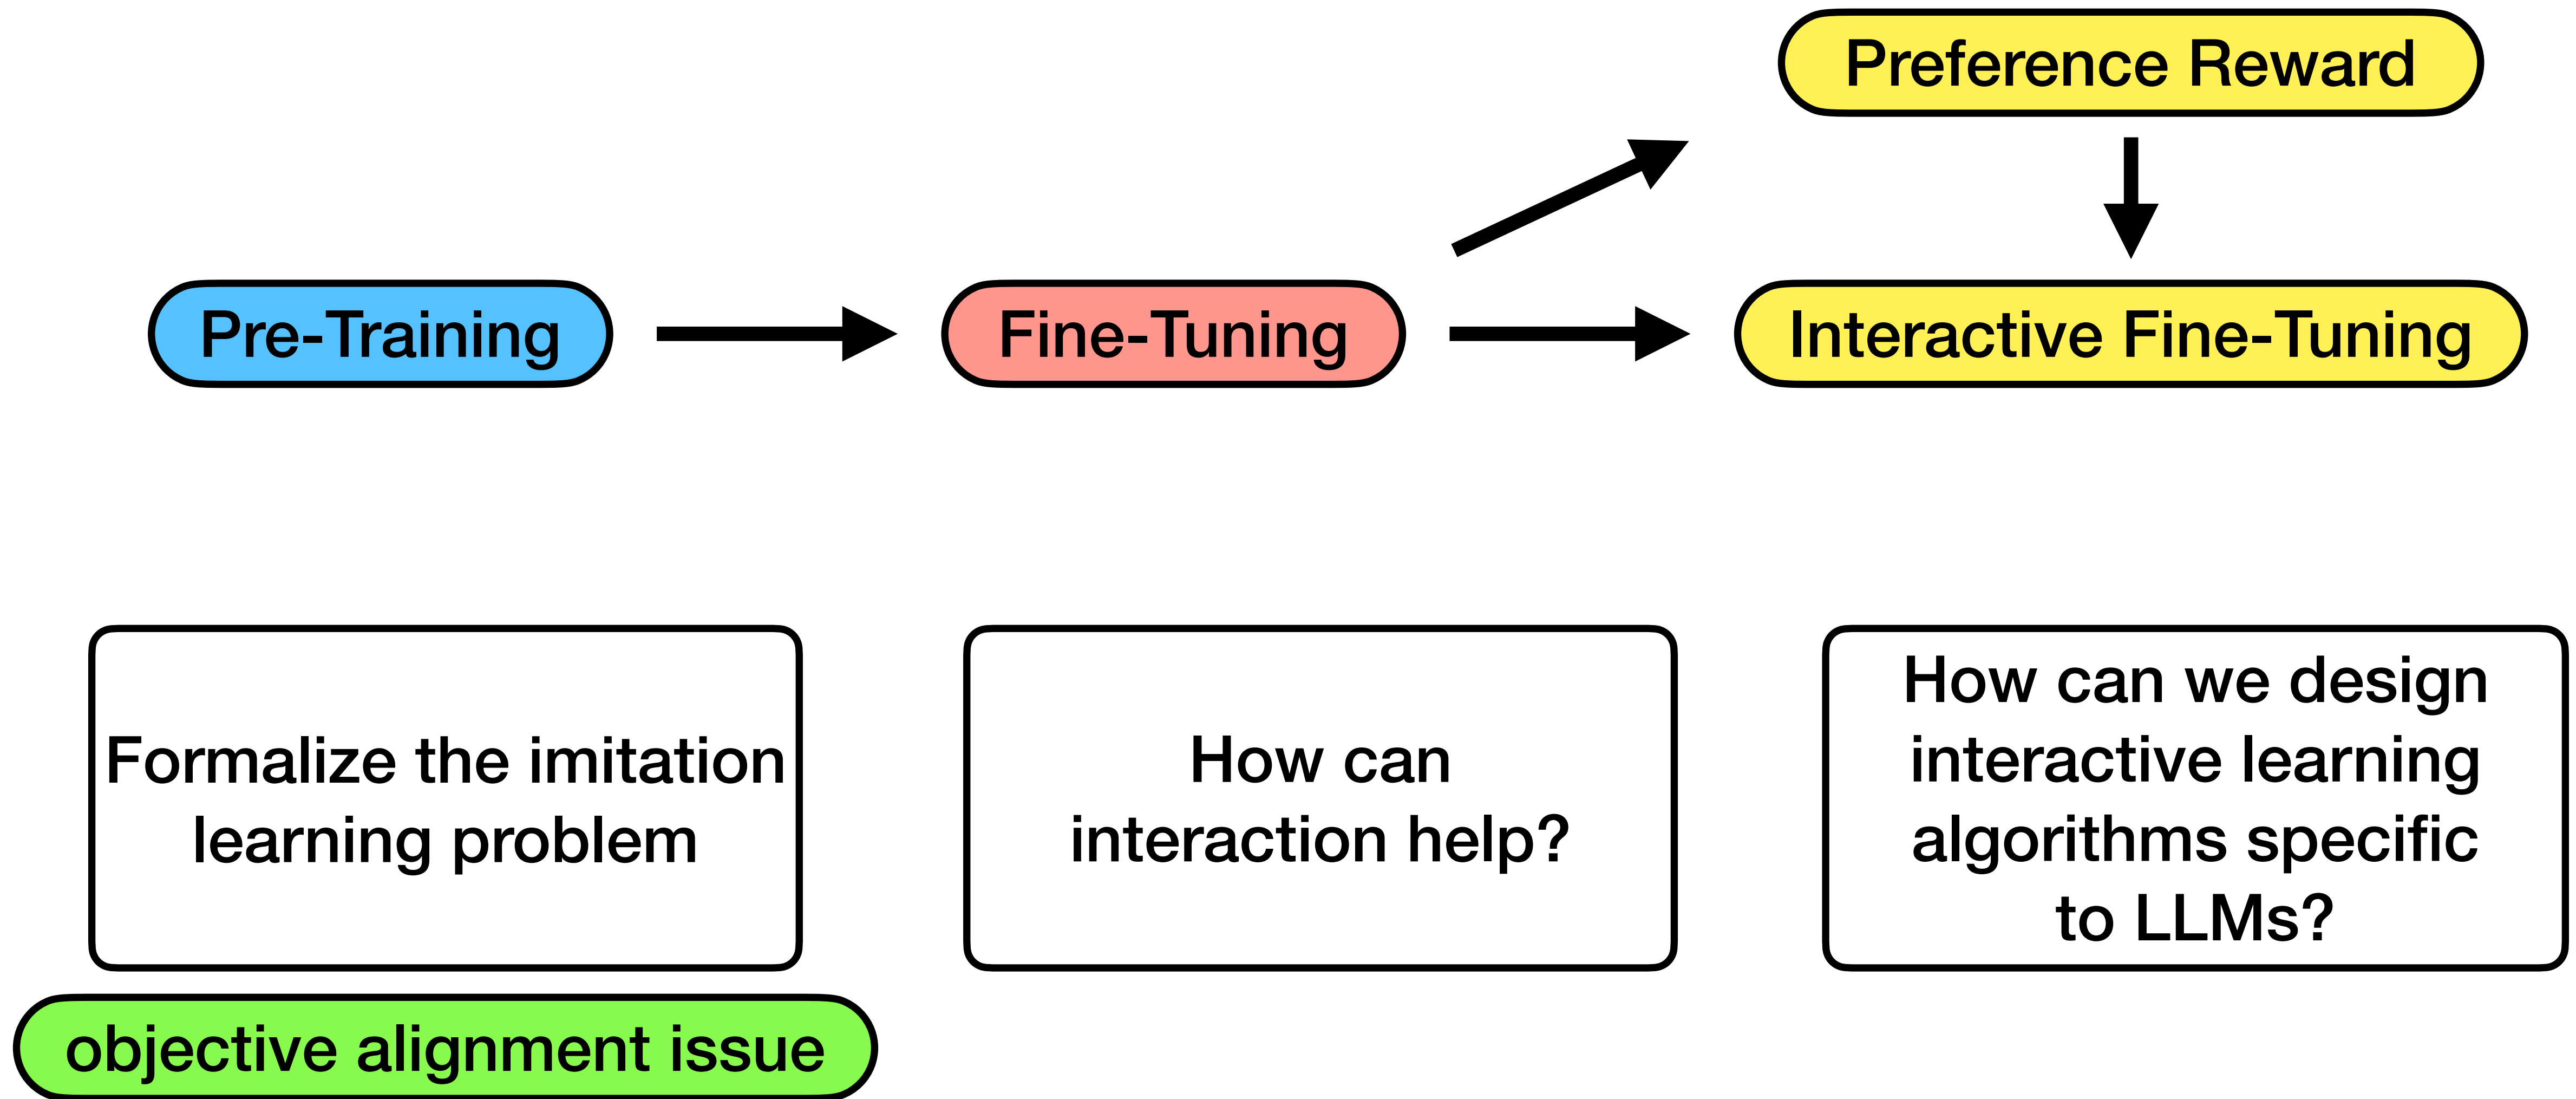 Preference Reward
Pre-Training
Fine-Tuning
Interactive Fine-Tuning
Formalize the imitation
learning problem
How can
interaction help?
How can we design
interactive learning
algorithms specific
to LLMs?
objective alignment issue